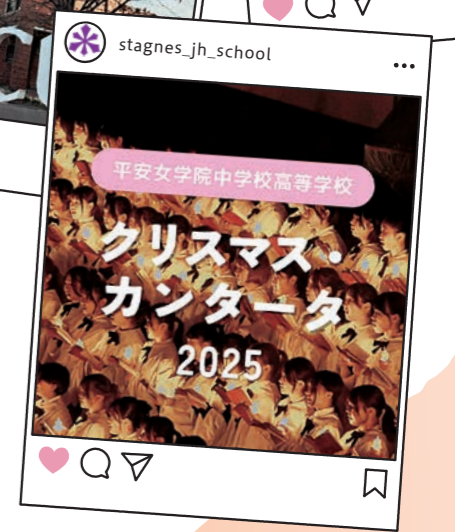 stagnes_jh_school
平安女学院中学校高等学校
クリスマス・
カンタータ
2025